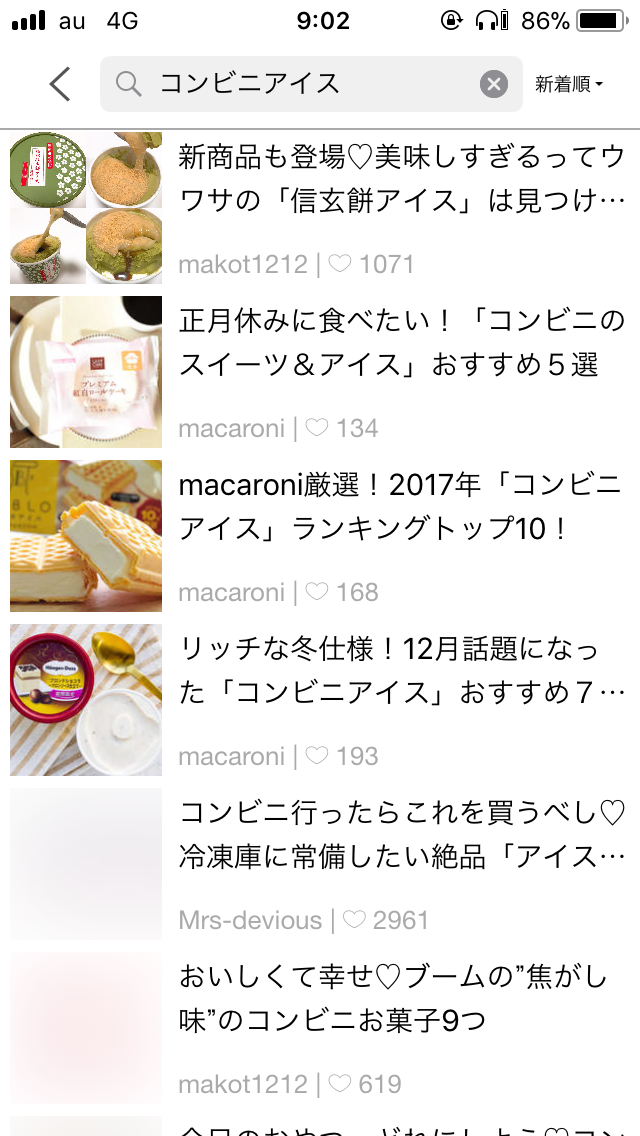 au 4G 9:02 86%
コンビニアイス
新着順
新商品も登場♡美味しすぎるってウ
ワサの「信玄餅アイス」は見つけ…
makot1212 | ♡ 1071
正月休みに食べたい！「コンビニの
スイーツ＆アイス」おすすめ５選
macaroni | ♡ 134
プレミアム
紅白ロールケーキ
macaroni厳選！2017年「コンビニ
アイス」ランキングトップ10！
macaroni | ♡ 168
リッチな冬仕様！12月話題になっ
た「コンビニアイス」おすすめ７…
macaroni | ♡ 193
Häagen-Dazs
コンビニ行ったらこれを買うべし♡
冷凍庫に常備したい絶品「アイス…
Mrs-devious | ♡ 2961
おいしくて幸せ♡ブームの”焦がし
味”のコンビニお菓子9つ
makot1212 | ♡ 619